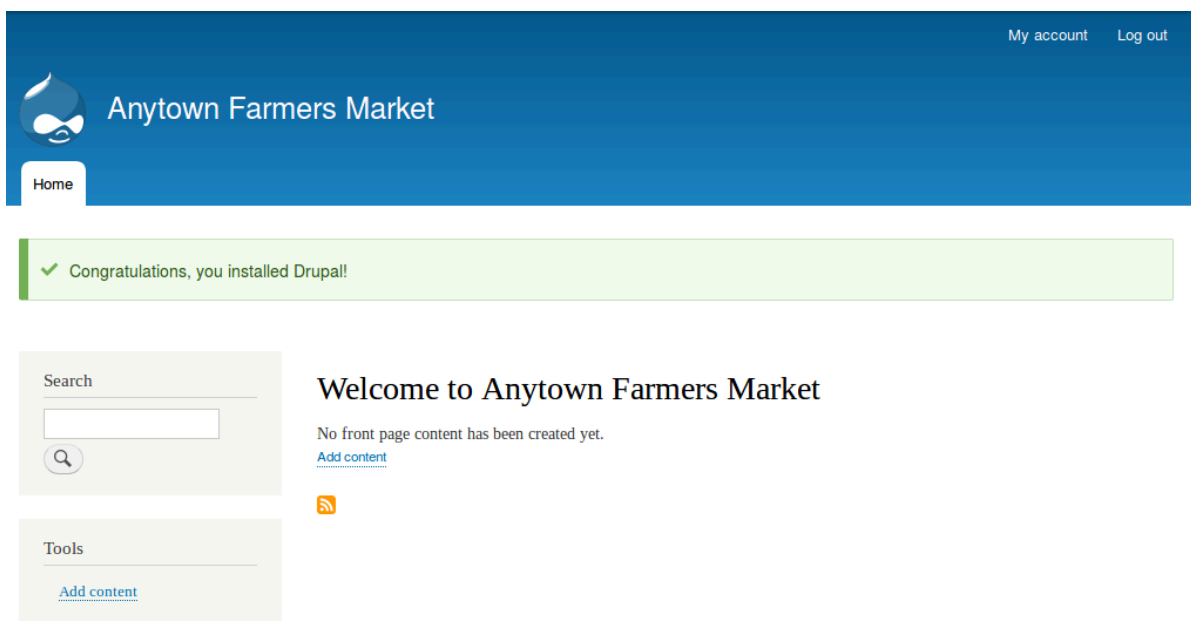 My account Log out
Anytown Farmers Market
Home
Congratulations, you installed Drupal!
Search
Welcome to Anytown Farmers Market
No front page content has been created yet.
Add content
Tools
Add content